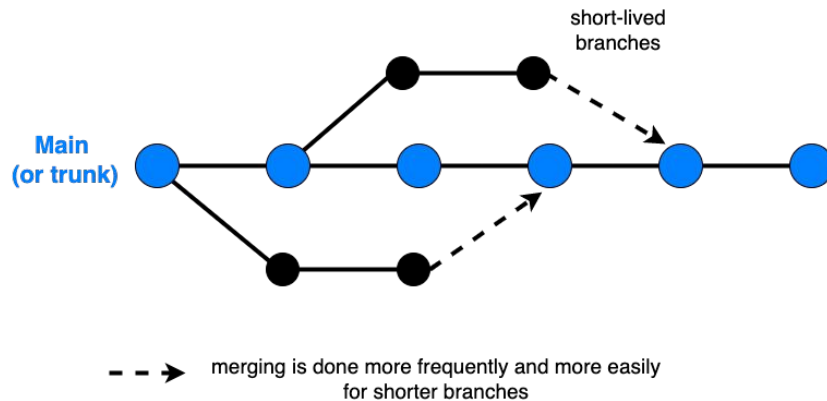 short-lived
branches
Main
(or trunk)
merging is done more frequently and more easily
for shorter branches